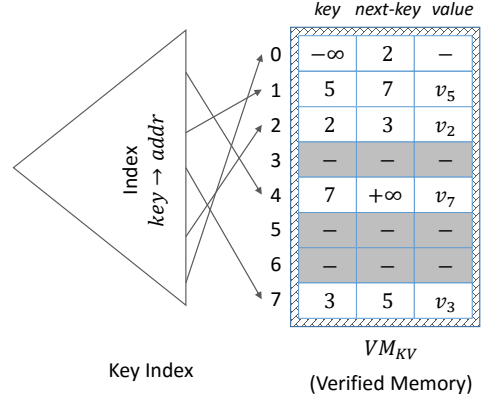 key next-key value
0 −∞ 2 −
1 5 7 v₅
2 2 3 v₂
3 − − −
4 7 +∞ v₇
5 − − −
6 − − −
7 3 5 v₃
Index
key → addr
Key Index
VM_KV
(Verified Memory)